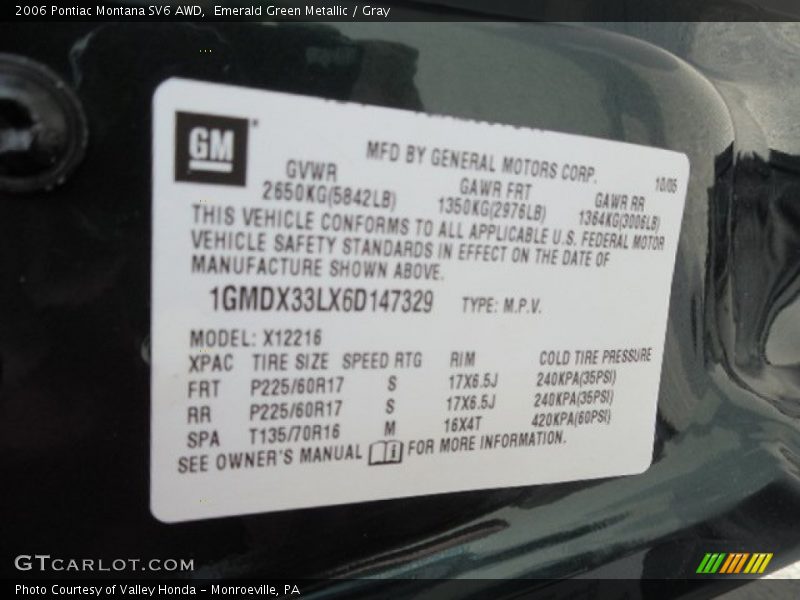 2006 Pontiac Montana SV6 AWD, Emerald Green Metallic / Gray
GM
MFD BY GENERAL MOTORS CORP.
10/05
GVWR GAWR FRT GAWR RR
2650KG(5842LB) 1350KG(2976LB) 1364KG(3006LB)
THIS VEHICLE CONFORMS TO ALL APPLICABLE U.S. FEDERAL MOTOR
VEHICLE SAFETY STANDARDS IN EFFECT ON THE DATE OF
MANUFACTURE SHOWN ABOVE.
1GMDX33LX6D147329 TYPE: M.P.V.
MODEL: X12216
XPAC TIRE SIZE SPEED RTG RIM COLD TIRE PRESSURE
FRT P225/60R17 S 17X6.5J 240KPA(35PSI)
RR P225/60R17 S 17X6.5J 240KPA(35PSI)
SPA T135/70R16 M 16X4T 420KPA(60PSI)
SEE OWNER'S MANUAL i FOR MORE INFORMATION.
GTCARLOT.COM
Photo Courtesy of Valley Honda - Monroeville, PA